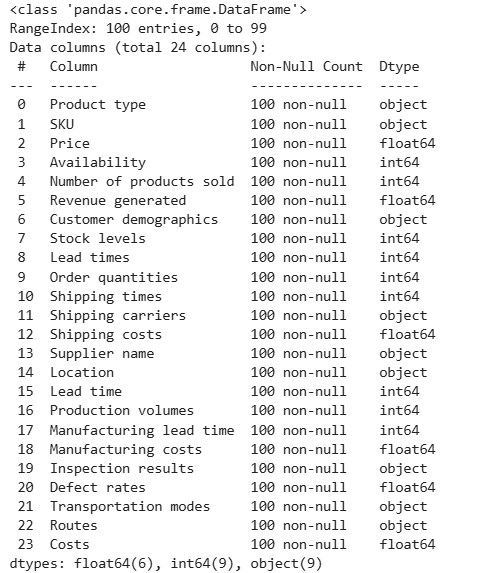 <class 'pandas.core.frame.DataFrame'>
RangeIndex: 100 entries, 0 to 99
Data columns (total 24 columns):
 #   Column                   Non-Null Count  Dtype
---  ------                   --------------  -----
 0   Product type             100 non-null    object
 1   SKU                      100 non-null    object
 2   Price                    100 non-null    float64
 3   Availability             100 non-null    int64
 4   Number of products sold  100 non-null    int64
 5   Revenue generated        100 non-null    float64
 6   Customer demographics    100 non-null    object
 7   Stock levels             100 non-null    int64
 8   Lead times               100 non-null    int64
 9   Order quantities         100 non-null    int64
 10  Shipping times           100 non-null    int64
 11  Shipping carriers        100 non-null    object
 12  Shipping costs           100 non-null    float64
 13  Supplier name            100 non-null    object
 14  Location                 100 non-null    object
 15  Lead time                100 non-null    int64
 16  Production volumes       100 non-null    int64
 17  Manufacturing lead time  100 non-null    int64
 18  Manufacturing costs      100 non-null    float64
 19  Inspection results       100 non-null    object
 20  Defect rates             100 non-null    float64
 21  Transportation modes     100 non-null    object
 22  Routes                   100 non-null    object
 23  Costs                    100 non-null    float64
dtypes: float64(6), int64(9), object(9)